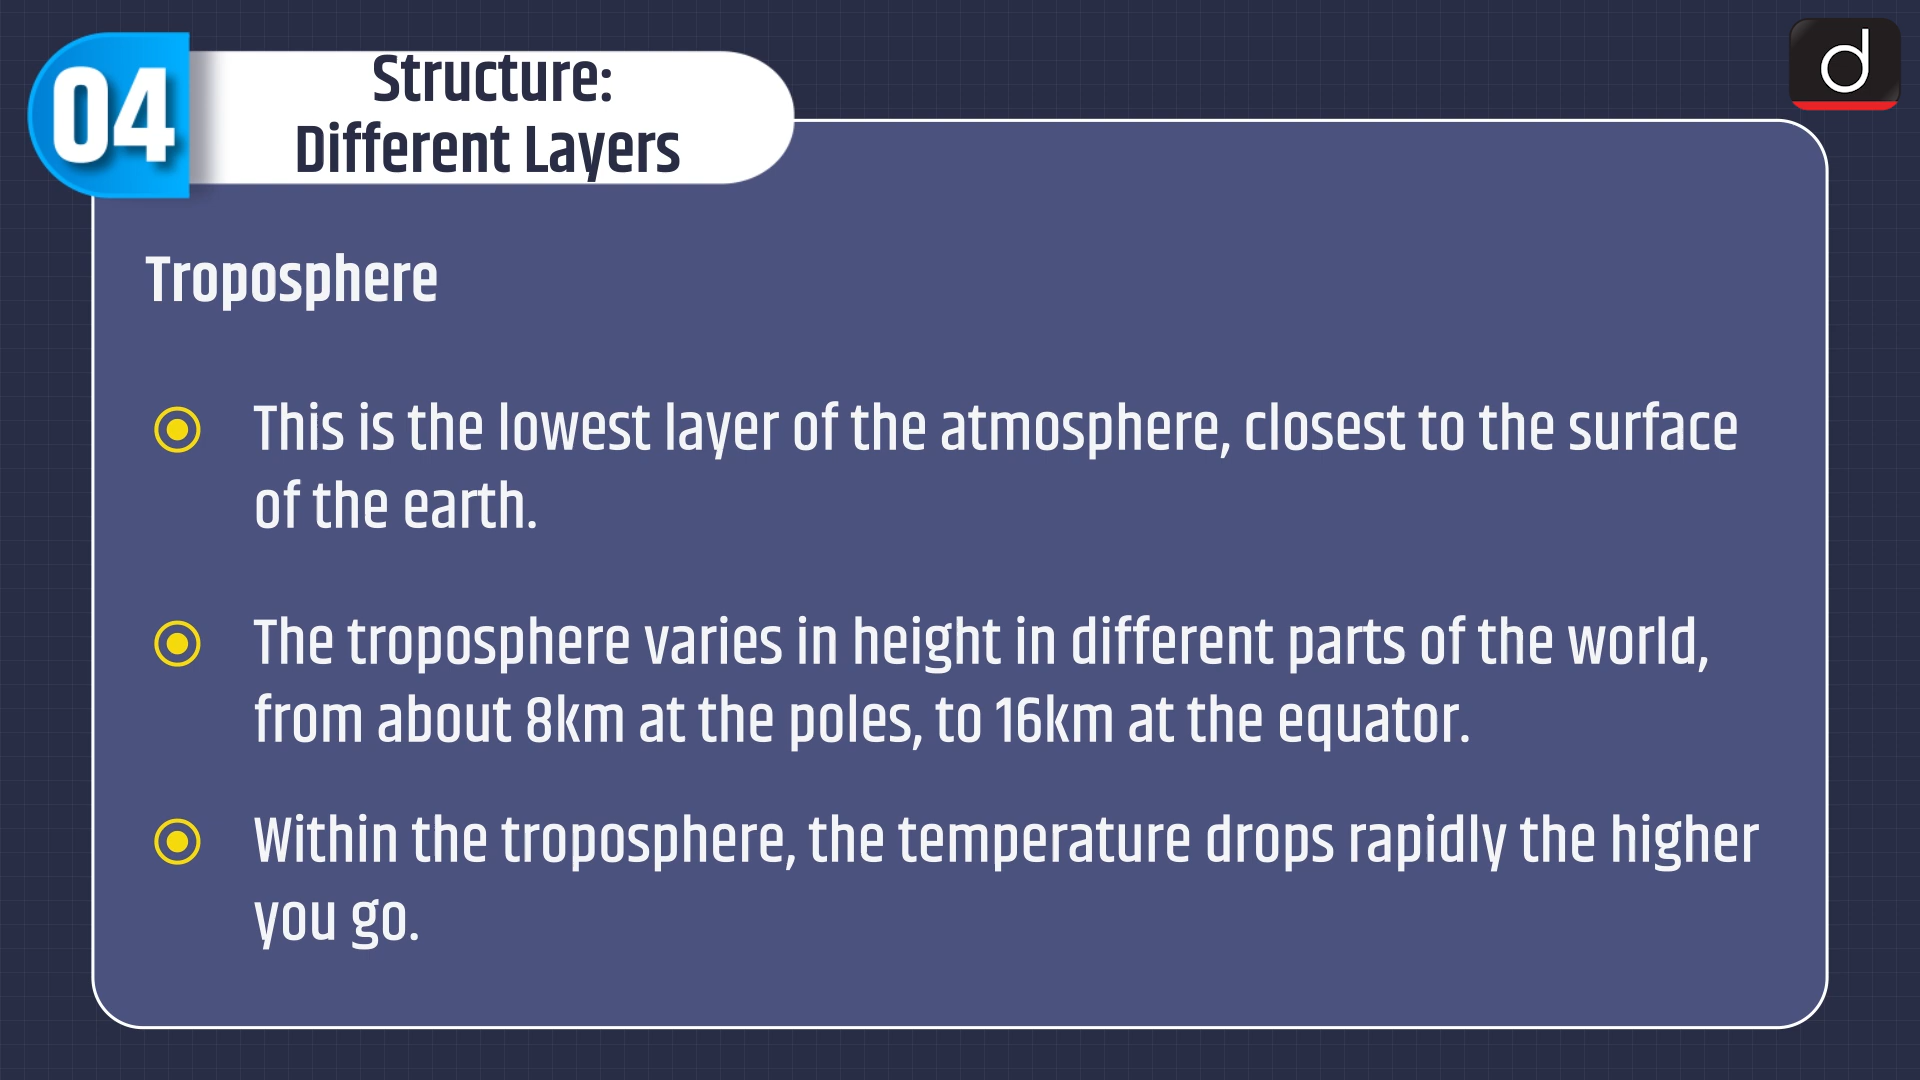 04
Structure:
Different Layers
d
Troposphere
This is the lowest layer of the atmosphere, closest to the surface
of the earth.
The troposphere varies in height in different parts of the world,
from about 8km at the poles, to 16km at the equator.
Within the troposphere, the temperature drops rapidly the higher
you go.